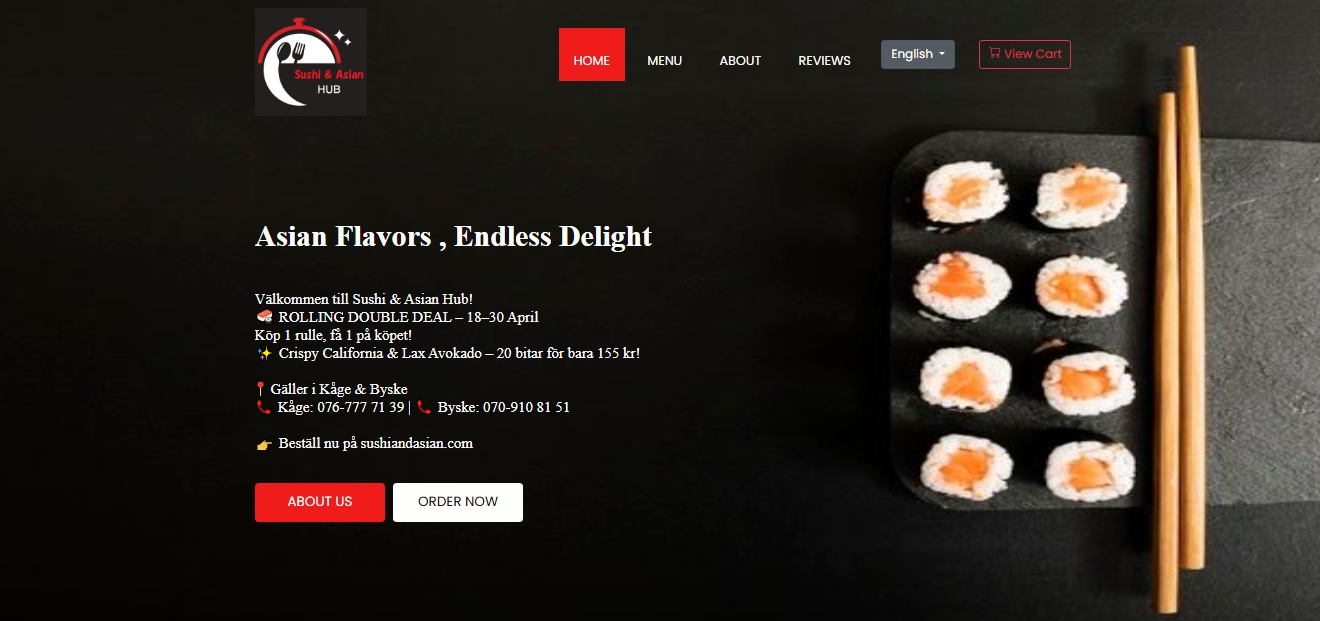 Sushi & Asian
HUB
HOME
MENU
ABOUT
REVIEWS
English
View Cart
Asian Flavors , Endless Delight
Välkommen till Sushi & Asian Hub!
🍣 ROLLING DOUBLE DEAL – 18–30 April
Köp 1 rulle, få 1 på köpet!
✨ Crispy California & Lax Avokado – 20 bitar för bara 155 kr!
📍 Gäller i Kåge & Byske
📞 Kåge: 076-777 71 39 | 📞 Byske: 070-910 81 51
👉 Beställ nu på sushiandasian.com
ABOUT US
ORDER NOW